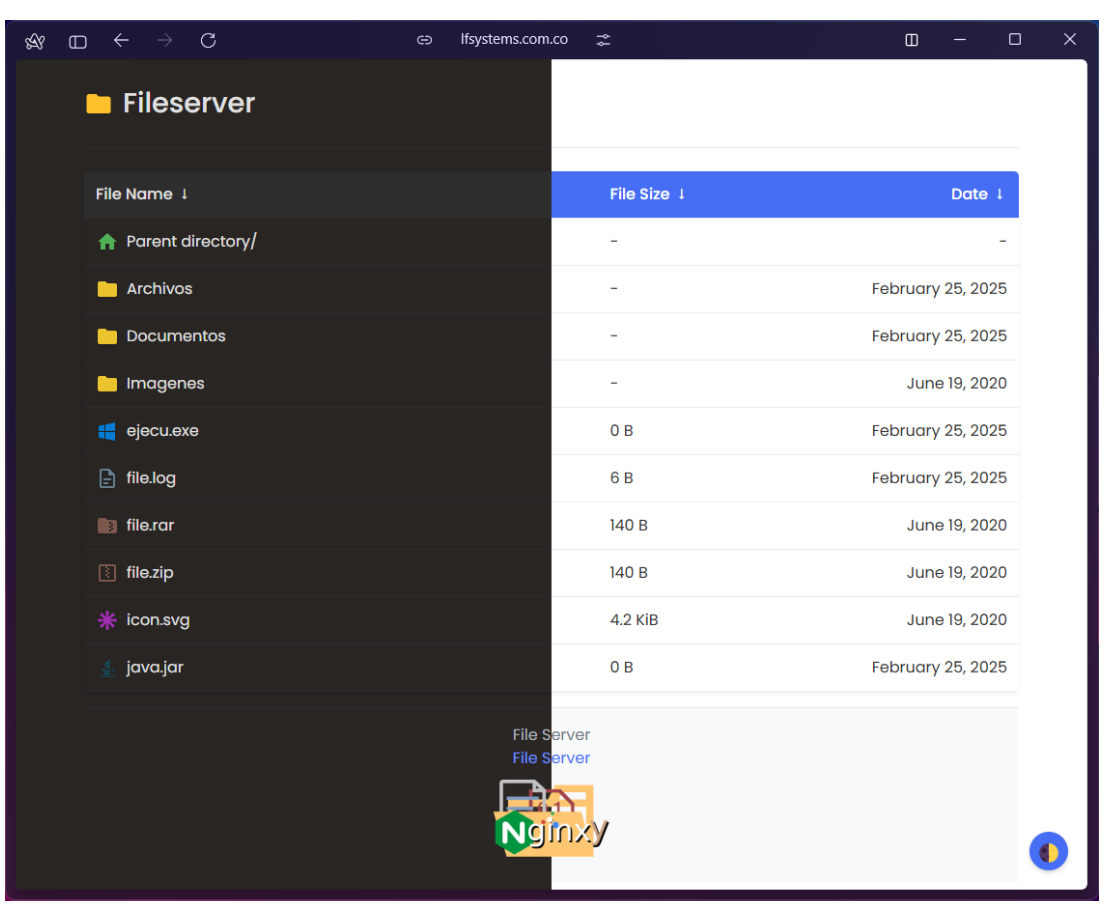 lfsystems.com.co
Fileserver
File Name ↓ File Size ↓ Date ↓
Parent directory/ - -
Archivos - February 25, 2025
Documentos - February 25, 2025
Imagenes - June 19, 2020
ejecu.exe 0 B February 25, 2025
file.log 6 B February 25, 2025
file.rar 140 B June 19, 2020
file.zip 140 B June 19, 2020
icon.svg 4.2 KiB June 19, 2020
java.jar 0 B February 25, 2025
File Server
File Server
Nginxy